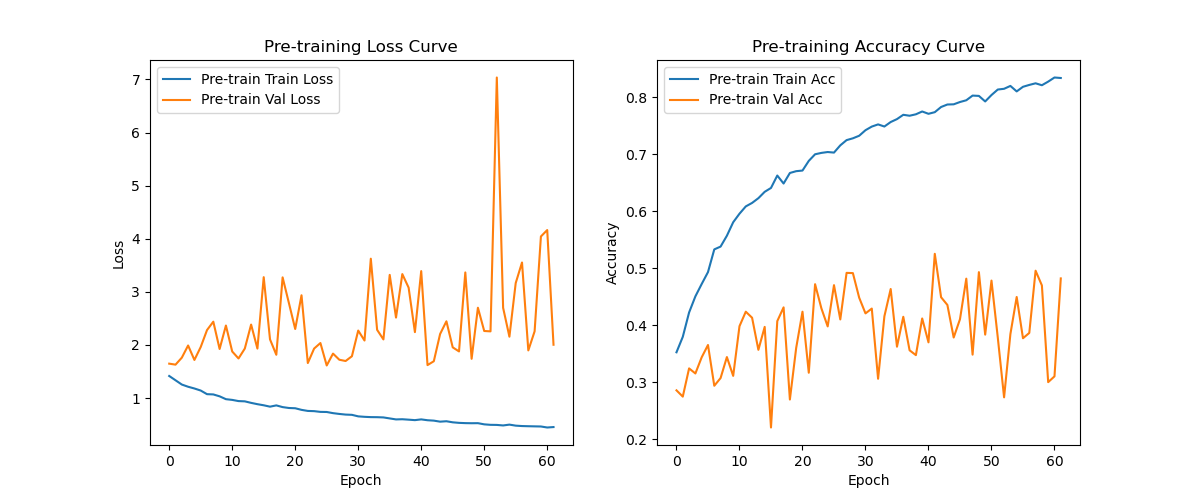 Pre-training Loss Curve
Pre-train Train Loss
Pre-train Val Loss
7
6
5
4
3
2
1
Loss
0
10
20
30
40
50
60
Epoch
Pre-training Accuracy Curve
Pre-train Train Acc
Pre-train Val Acc
0.8
0.7
0.6
0.5
0.4
0.3
0.2
Accuracy
0
10
20
30
40
50
60
Epoch